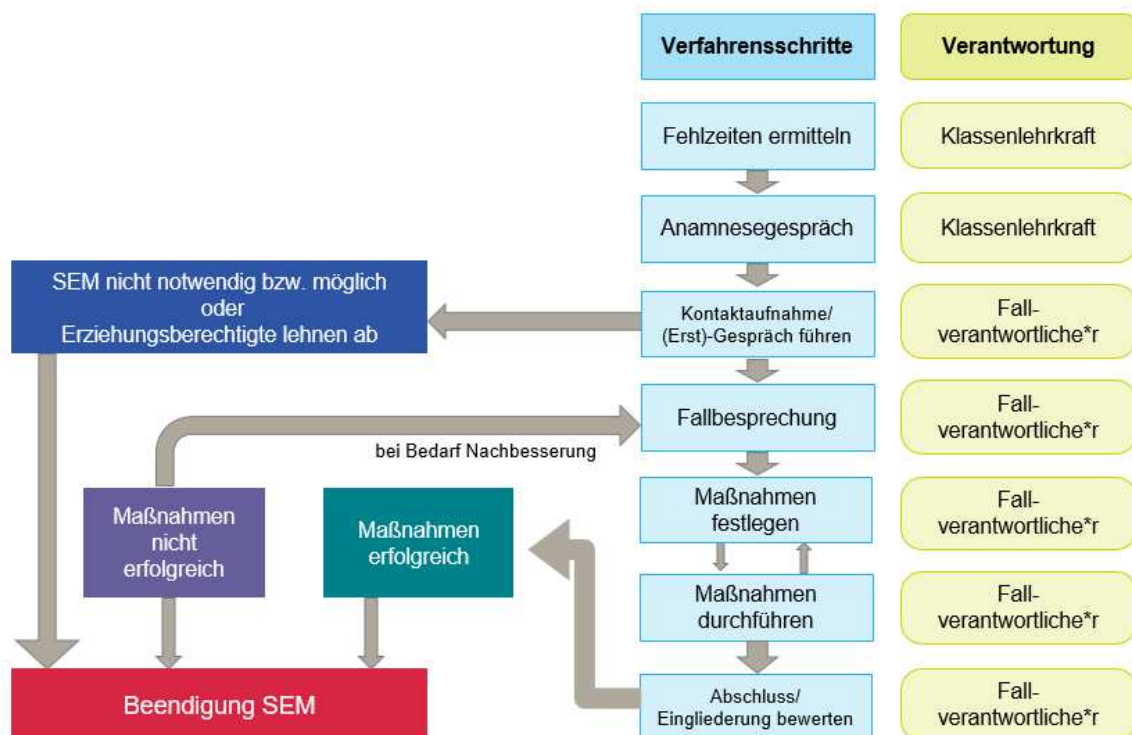 Verfahrensschritte
Verantwortung
Fehlzeiten ermitteln
Klassenlehrkraft
Anamnesegespräch
Klassenlehrkraft
SEM nicht notwendig bzw. möglich
oder
Erziehungsberechtigte lehnen ab
Kontaktaufnahme/
(Erst)-Gespräch führen
Fall-
verantwortliche*r
Fallbesprechung
Fall-
verantwortliche*r
bei Bedarf Nachbesserung
Maßnahmen
nicht
erfolgreich
Maßnahmen
erfolgreich
Maßnahmen
festlegen
Fall-
verantwortliche*r
Maßnahmen
durchführen
Fall-
verantwortliche*r
Beendigung SEM
Abschluss/
Eingliederung bewerten
Fall-
verantwortliche*r